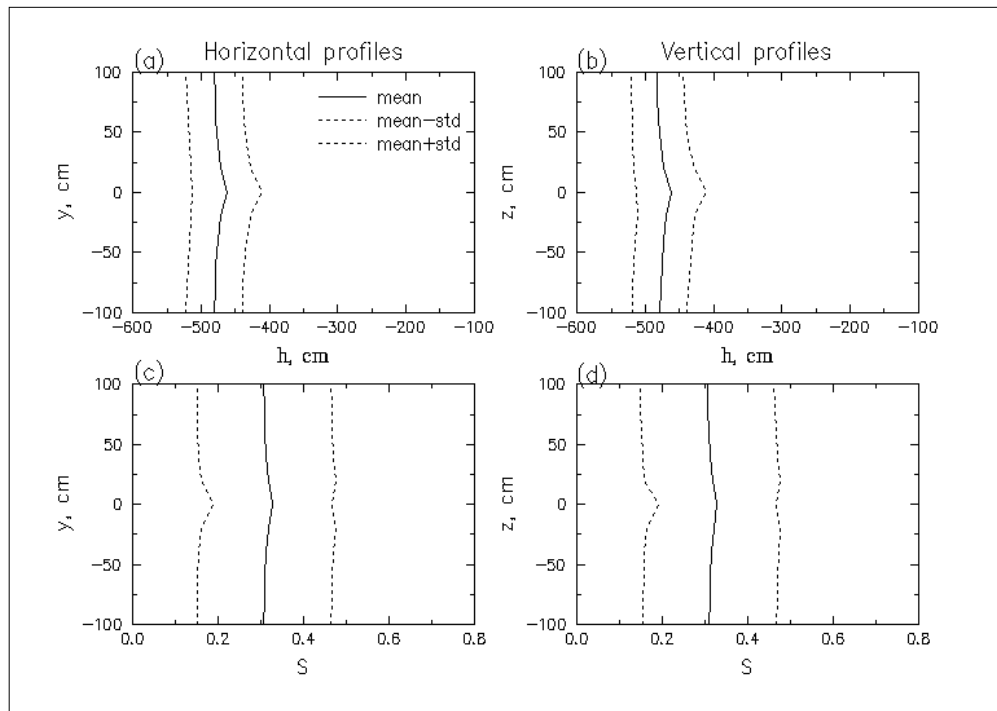 Horizontal profiles
Vertical profiles
(a)
(b)
100
50
0
−50
−100
y, cm
mean
mean−std
mean+std
−600
−500
−400
−300
−200
−100
h, cm
100
50
0
−50
−100
z, cm
−600
−500
−400
−300
−200
−100
h, cm
(c)
(d)
100
50
0
−50
−100
y, cm
0.0
0.2
0.4
0.6
0.8
S
100
50
0
−50
−100
z, cm
0.0
0.2
0.4
0.6
0.8
S